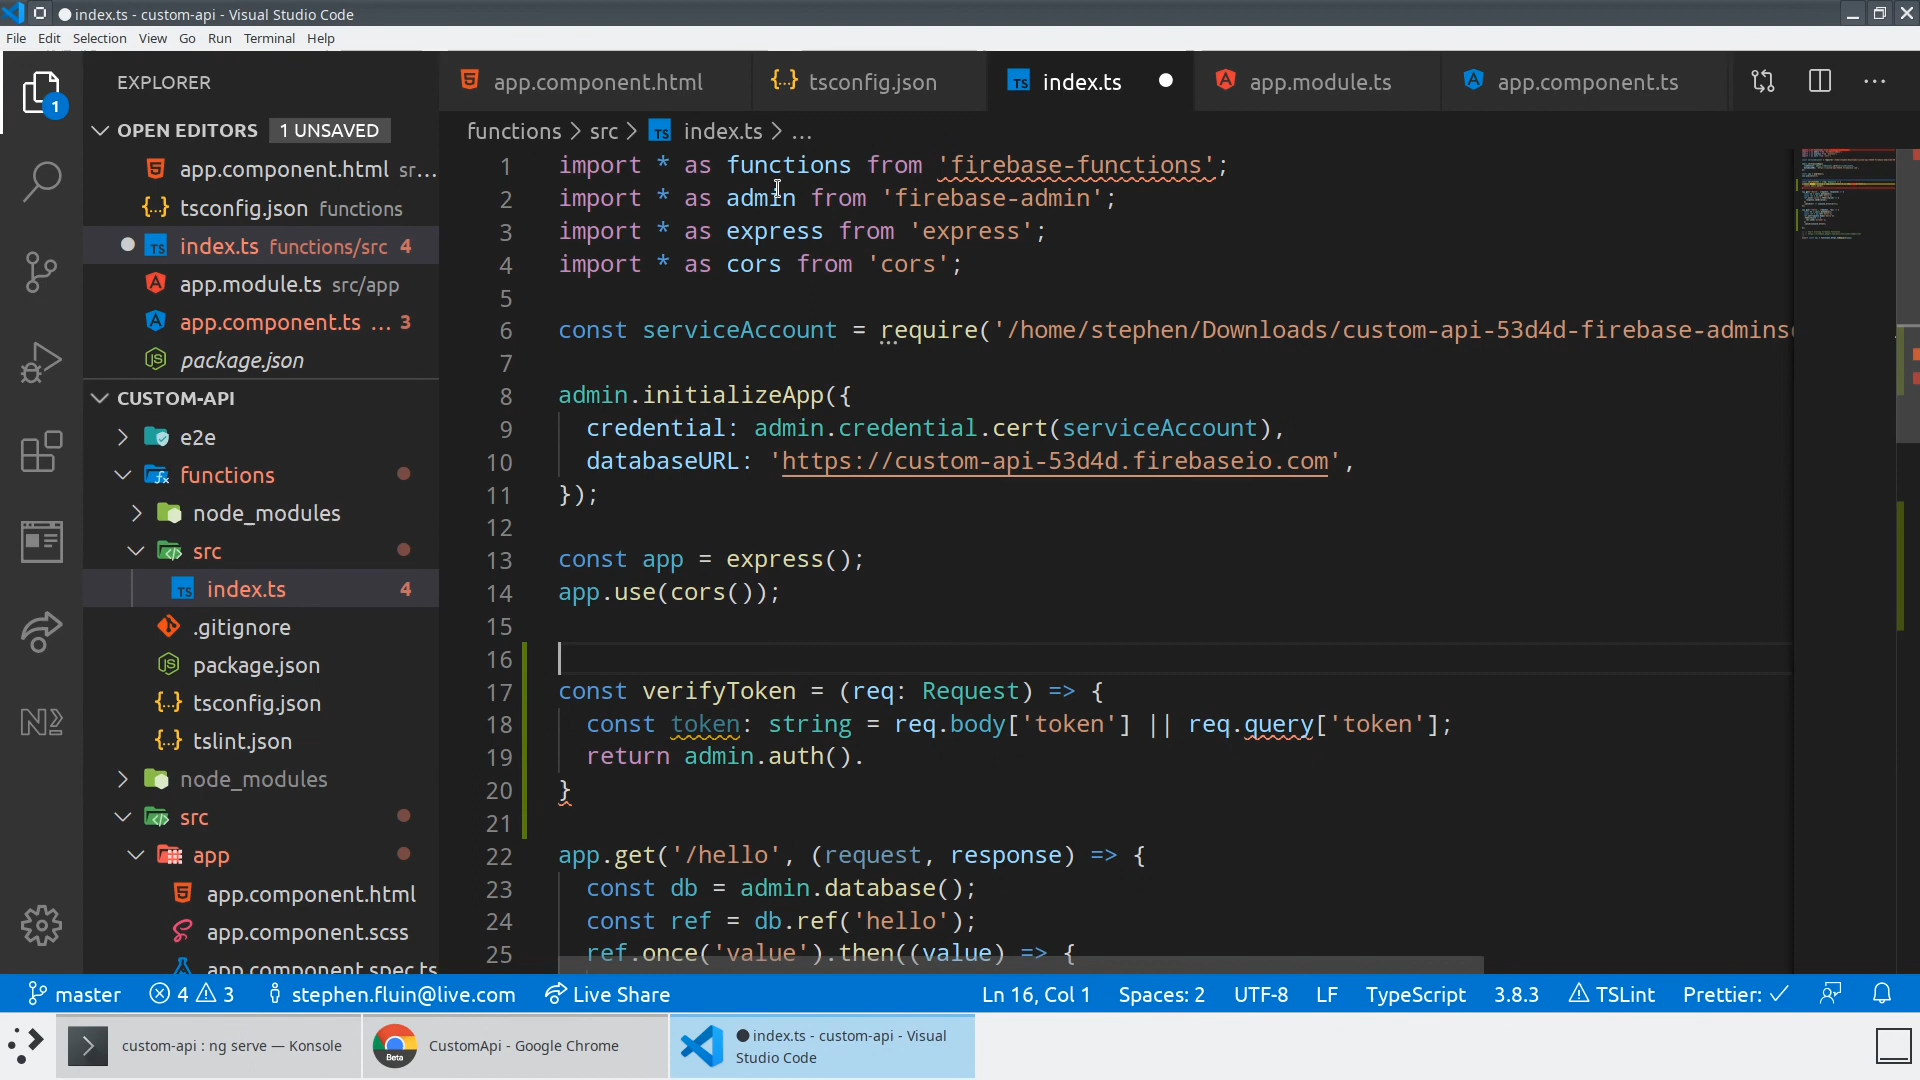 index.ts - custom-api - Visual Studio Code
File Edit Selection View Go Run Terminal Help
EXPLORER
app.component.html
tsconfig.json
TS index.ts
app.module.ts
app.component.ts
1
OPEN EDITORS 1 UNSAVED
app.component.html sr...
tsconfig.json functions
TS index.ts functions/src 4
app.module.ts src/app
app.component.ts ... 3
package.json
CUSTOM-API
e2e
functions
node_modules
src
TS index.ts 4
.gitignore
package.json
tsconfig.json
tslint.json
node_modules
src
app
app.component.html
app.component.scss
app.component.spec.ts
functions > src > TS index.ts > ...
1 import * as functions from 'firebase-functions';
2 import * as admin from 'firebase-admin';
3 import * as express from 'express';
4 import * as cors from 'cors';
5
6 const serviceAccount = require('/home/stephen/Downloads/custom-api-53d4d-firebase-admins
7
8 admin.initializeApp({
9 credential: admin.credential.cert(serviceAccount),
10 databaseURL: 'https://custom-api-53d4d.firebaseio.com',
11 });
12
13 const app = express();
14 app.use(cors());
15
16
17 const verifyToken = (req: Request) => {
18 const token: string = req.body['token'] || req.query['token'];
19 return admin.auth().
20 }
21
22 app.get('/hello', (request, response) => {
23 const db = admin.database();
24 const ref = db.ref('hello');
25 ref.once('value').then((value) => {
master 4 3 stephen.fluin@live.com Live Share Ln 16, Col 1 Spaces: 2 UTF-8 LF TypeScript 3.8.3 TSLint Prettier: ✓
custom-api : ng serve — Konsole
Beta
CustomApi - Google Chrome
index.ts - custom-api - Visual
Studio Code